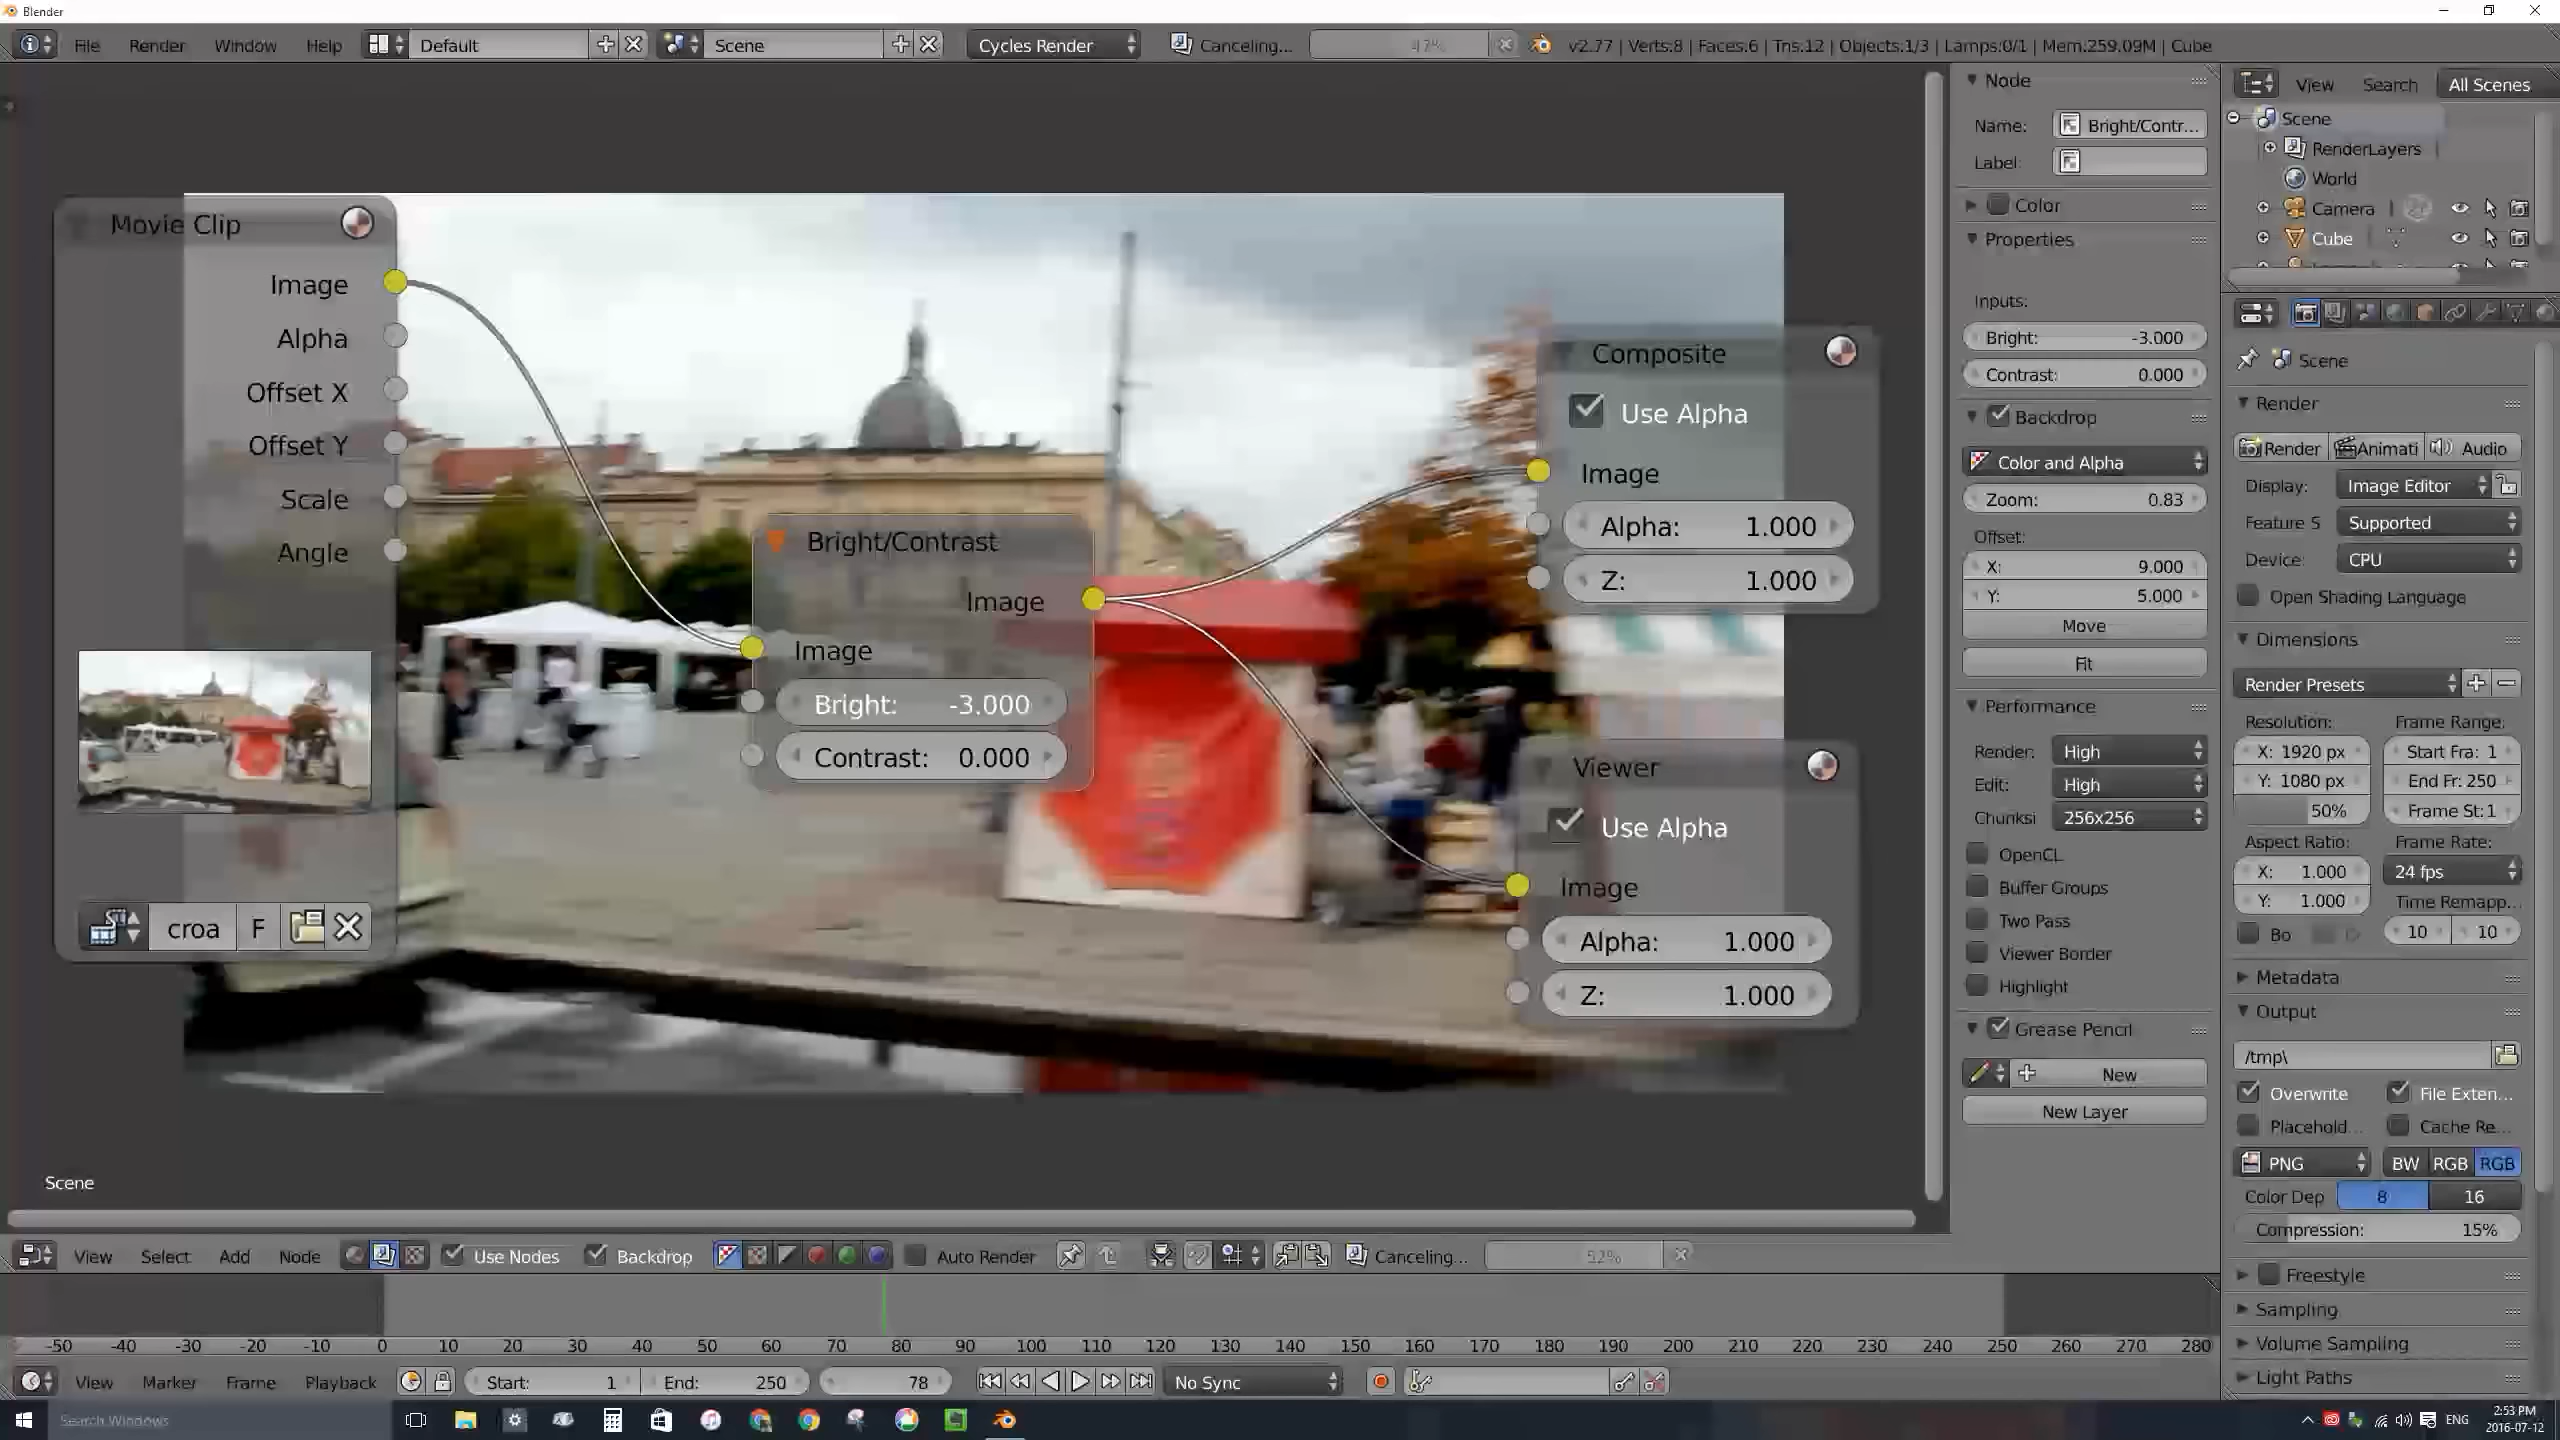 Blender
File Render Window Help Default Scene Cycles Render Canceling... 47% v2.77 | Verts:8 | Faces:6 | Tris:12 | Objects:1/3 | Lamps:0/1 | Mem:259.09M | Cube
Movie Clip
Image
Alpha
Offset X
Offset Y
Scale
Angle
croa F
Bright/Contrast
Image
Image
Bright: -3.000
Contrast: 0.000
Composite
Use Alpha
Image
Alpha: 1.000
Z: 1.000
Viewer
Use Alpha
Image
Alpha: 1.000
Z: 1.000
Scene
Node
Name: Bright/Contr...
Label:
Color
Properties
Inputs:
Bright: -3.000
Contrast: 0.000
Backdrop
Color and Alpha
Zoom: 0.83
Offset:
X: 9.000
Y: 5.000
Move
Fit
Performance
Render: High
Edit: High
Chunksi 256x256
OpenCL
Buffer Groups
Two Pass
Viewer Border
Highlight
Grease Pencil
New
New Layer
View Search All Scenes
Scene
RenderLayers
World
Camera
Cube
Scene
Render
Render Animati Audio
Display: Image Editor
Feature S Supported
Device: CPU
Open Shading Language
Dimensions
Render Presets
Resolution: Frame Range:
X: 1920 px Start Fra: 1
Y: 1080 px End Fr: 250
50% Frame St:1
Aspect Ratio: Frame Rate:
X: 1.000 24 fps
Y: 1.000 Time Remapp...
Bo 10 10
Metadata
Output
/tmp\
Overwrite File Exten...
Placehold... Cache Re...
PNG BW RGB RGB
Color Dep 8 16
Compression: 15%
Freestyle
Sampling
Volume Sampling
Light Paths
View Select Add Node Use Nodes Backdrop Auto Render Canceling... 52%
-50 -40 -30 -20 -10 0 10 20 30 40 50 60 70 80 90 100 110 120 130 140 150 160 170 180 190 200 210 220 230 240 250 260 270 280
View Marker Frame Playback Start: 1 End: 250 78 No Sync
Search Windows ENG 2:53 PM
2016-07-12